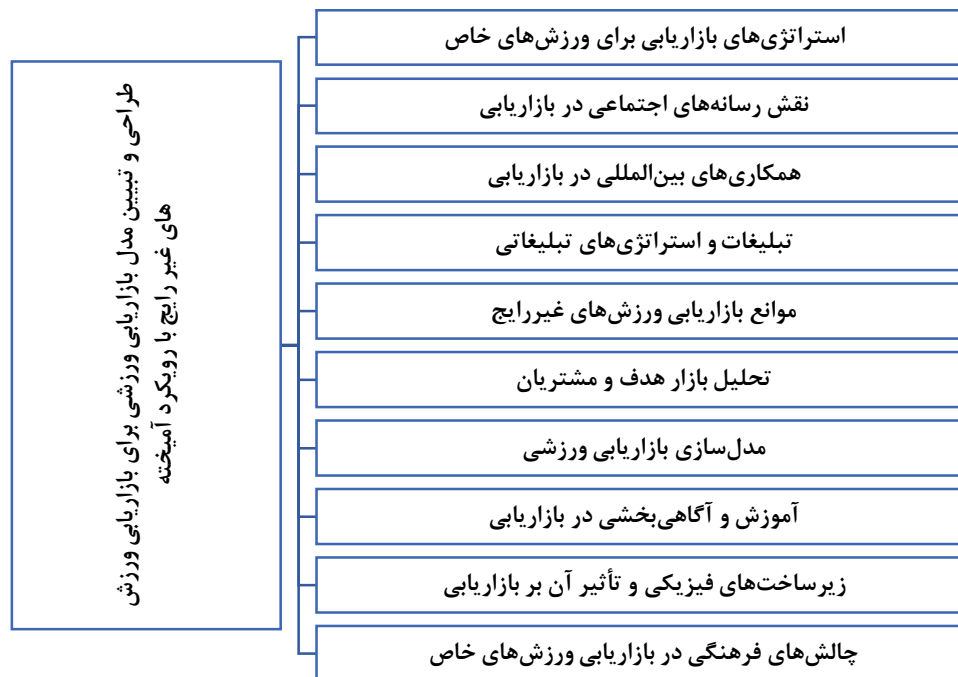 طراحی و تبیین مدل بازاریابی ورزشی برای بازاریابی ورزش
های غیر رایج با رویکرد آمیخته
استراتژی‌های بازاریابی برای ورزش‌های خاص
نقش رسانه‌های اجتماعی در بازاریابی
همکاری‌های بین‌المللی در بازاریابی
تبلیغات و استراتژی‌های تبلیغاتی
موانع بازاریابی ورزش‌های غیررایج
تحلیل بازار هدف و مشتریان
مدل‌سازی بازاریابی ورزشی
آموزش و آگاهی‌بخشی در بازاریابی
زیرساخت‌های فیزیکی و تأثیر آن بر بازاریابی
چالش‌های فرهنگی در بازاریابی ورزش‌های خاص